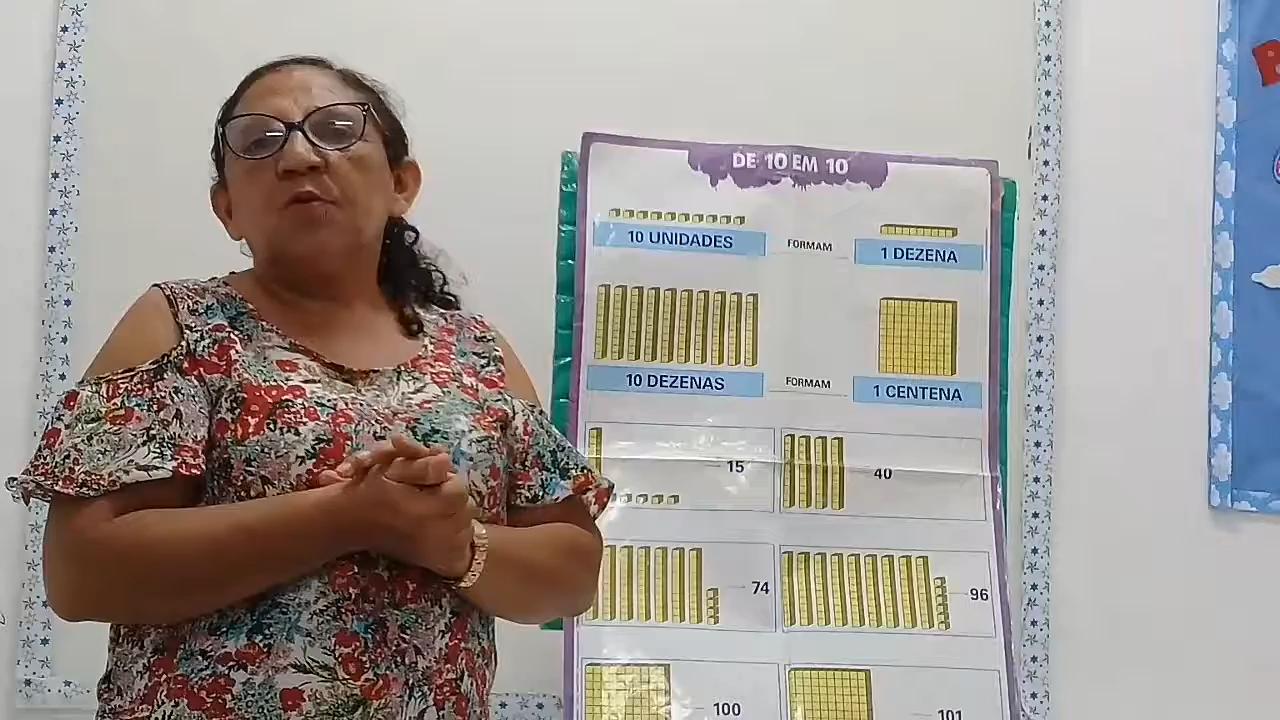 DE 10 EM 10
10 UNIDADES FORMAM 1 DEZENA
10 DEZENAS FORMAM 1 CENTENA
15 40
74 96
100 101